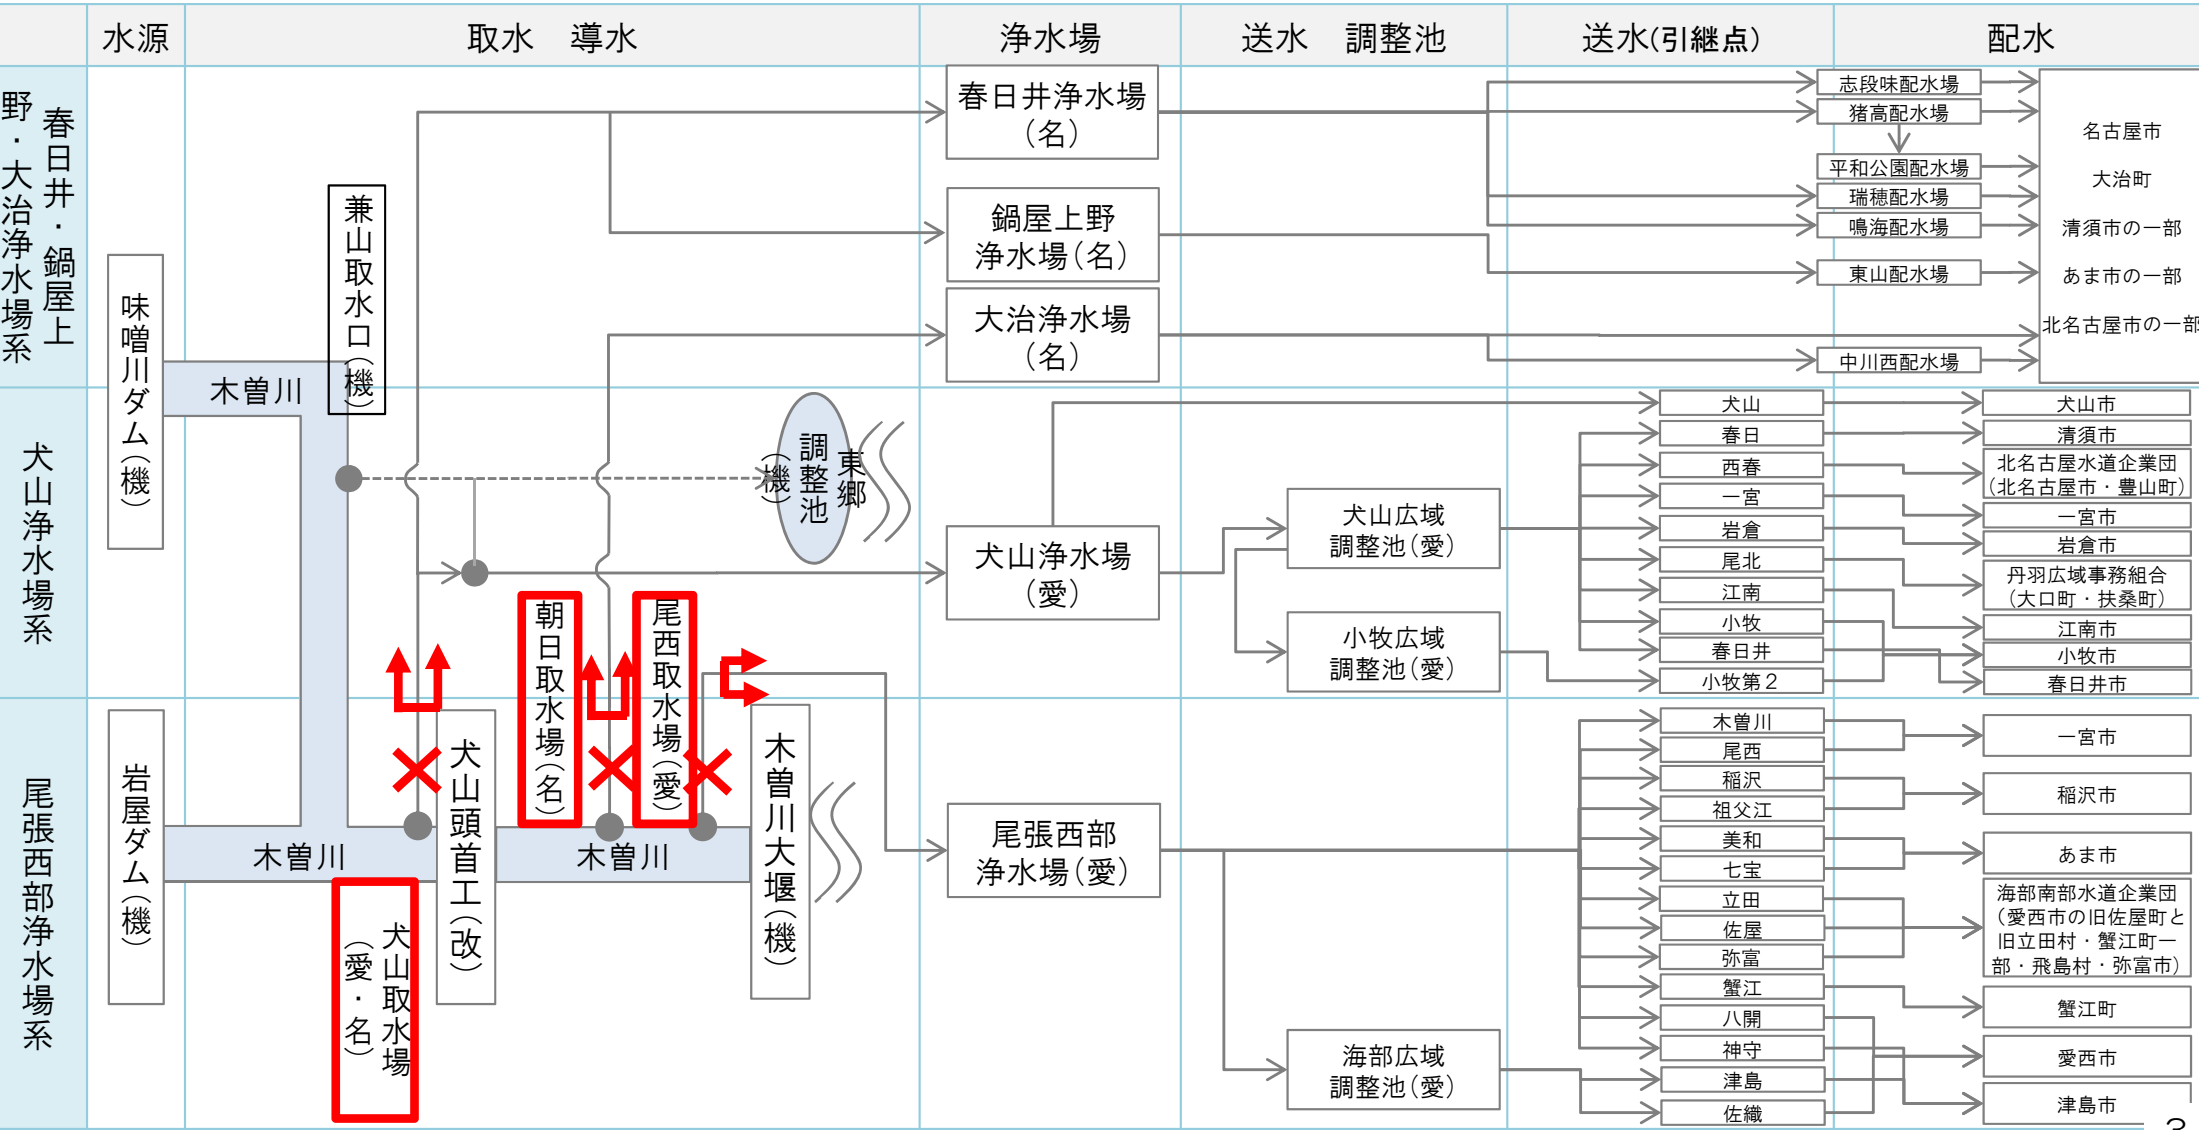 水源
取水　導水
浄水場
送水　調整池
送水(引継点)
配水
春日井・鍋屋上
野・大治浄水場系
犬山浄水場系
尾張西部浄水場系
味噌川ダム(機)
岩屋ダム(機)
木曽川
兼山取水口(機)
東郷
調整池
(機)
朝日取水場(名)
尾西取水場(愛)
犬山頭首工(改)
木曽川大堰(機)
木曽川
木曽川
犬山取水場
(愛・名)
春日井浄水場
(名)
鍋屋上野
浄水場(名)
大治浄水場
(名)
犬山浄水場
(愛)
尾張西部
浄水場(愛)
犬山広域
調整池(愛)
小牧広域
調整池(愛)
海部広域
調整池(愛)
志段味配水場
猪高配水場
平和公園配水場
瑞穂配水場
鳴海配水場
東山配水場
中川西配水場
犬山
春日
西春
一宮
岩倉
尾北
江南
小牧
春日井
小牧第2
木曽川
尾西
稲沢
祖父江
美和
七宝
立田
佐屋
弥富
蟹江
八開
神守
津島
佐織
名古屋市
大治町
清須市の一部
あま市の一部
北名古屋市の一部
犬山市
清須市
北名古屋水道企業団
(北名古屋市・豊山町)
一宮市
岩倉市
丹羽広域事務組合
(大口町・扶桑町)
江南市
小牧市
春日井市
一宮市
稲沢市
あま市
海部南部水道企業団
(愛西市の旧佐屋町と
旧立田村・蟹江町一
部・飛島村・弥富市)
蟹江町
愛西市
津島市
3